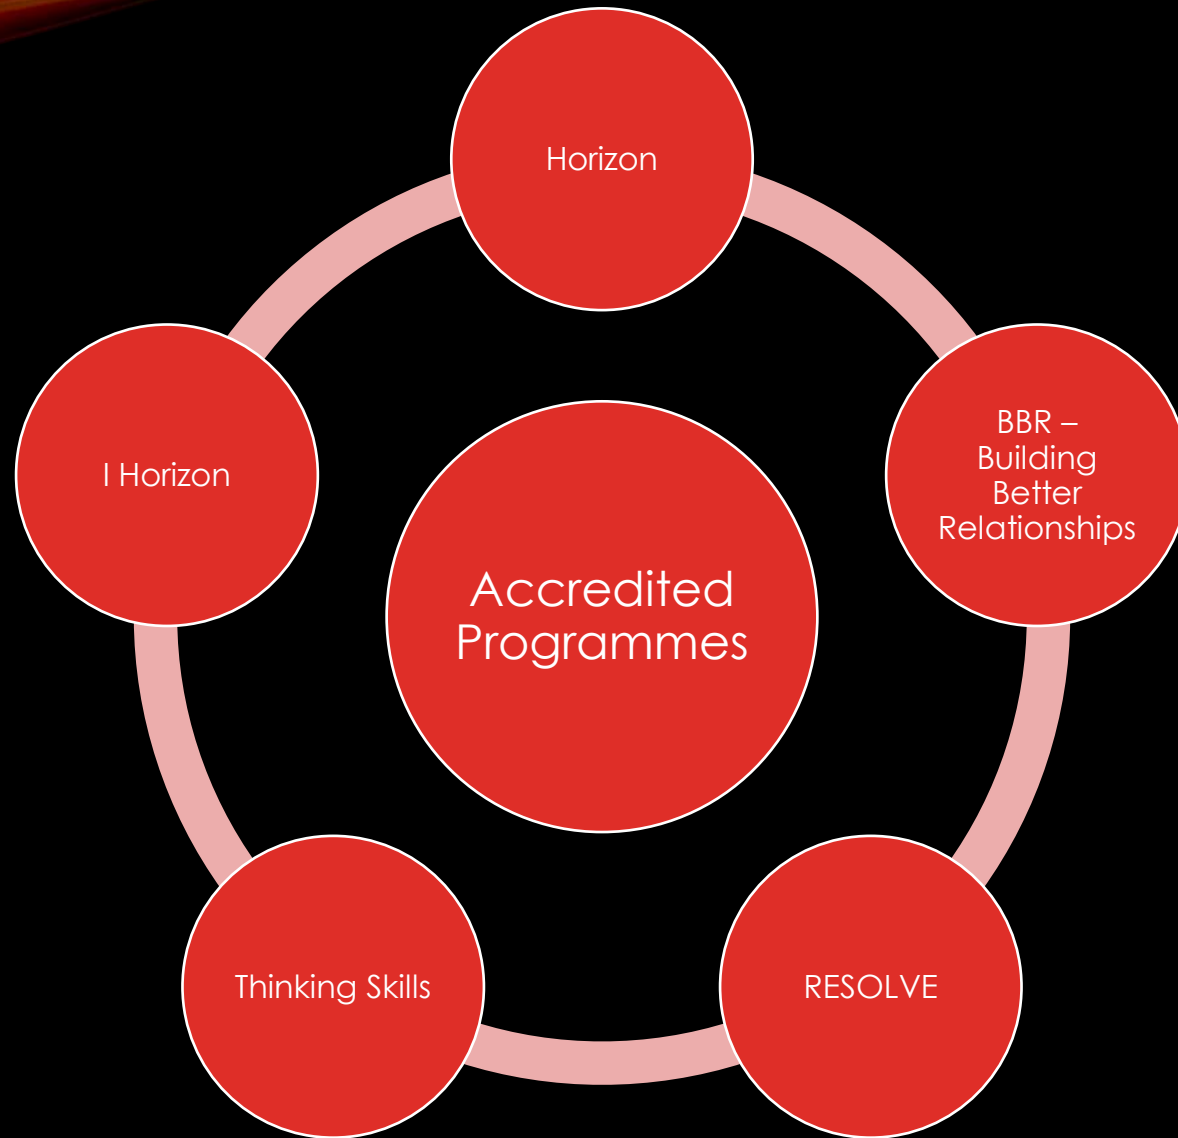 Horizon
BBR –
Building
Better
Relationships
I Horizon
Accredited
Programmes
Thinking Skills
RESOLVE